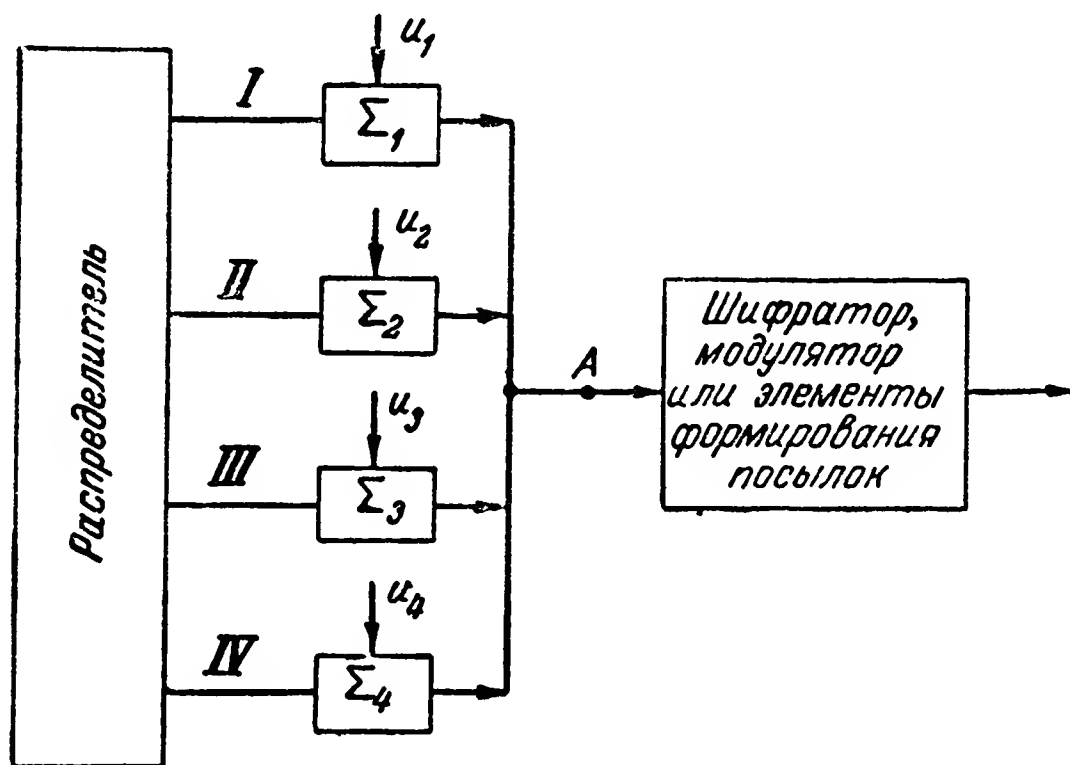 u₁
I
Σ₁
u₂
II
Σ₂
Распределитель
A
Шифратор,
модулятор
или элементы
формирования
посылок
u₃
III
Σ₃
u₄
IV
Σ₄